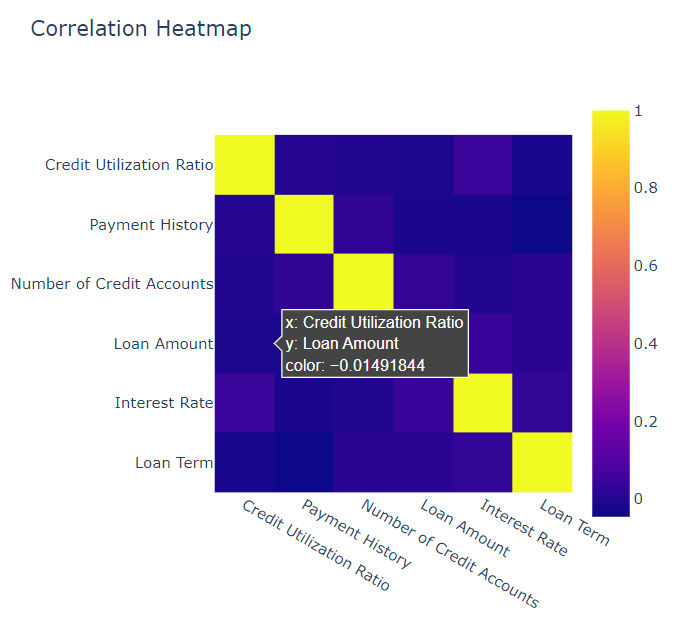 Correlation Heatmap
1
Credit Utilization Ratio
0.8
Payment History
0.6
Number of Credit Accounts
x: Credit Utilization Ratio
y: Loan Amount
color: −0.01491844
Loan Amount
0.4
Interest Rate
0.2
Loan Term
0
Credit Utilization Ratio
Payment History
Number of Credit Accounts
Loan Amount
Interest Rate
Loan Term